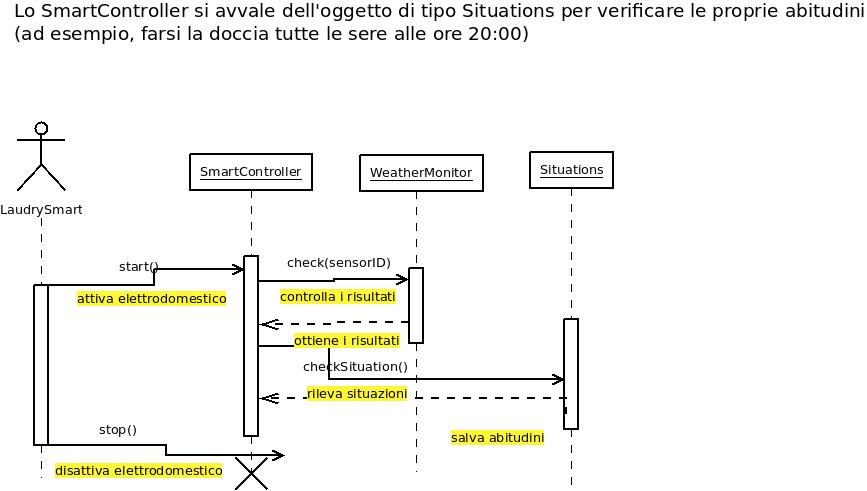 Lo SmartController si avvale dell'oggetto di tipo Situations per verificare le proprie abitudini
(ad esempio, farsi la doccia tutte le sere alle ore 20:00)
LaudrySmart
SmartController
WeatherMonitor
Situations
start()
attiva elettrodomestico
check(sensorID)
controlla i risultati
ottiene i risultati
checkSituation()
rileva situazioni
salva abitudini
stop()
disattiva elettrodomestico